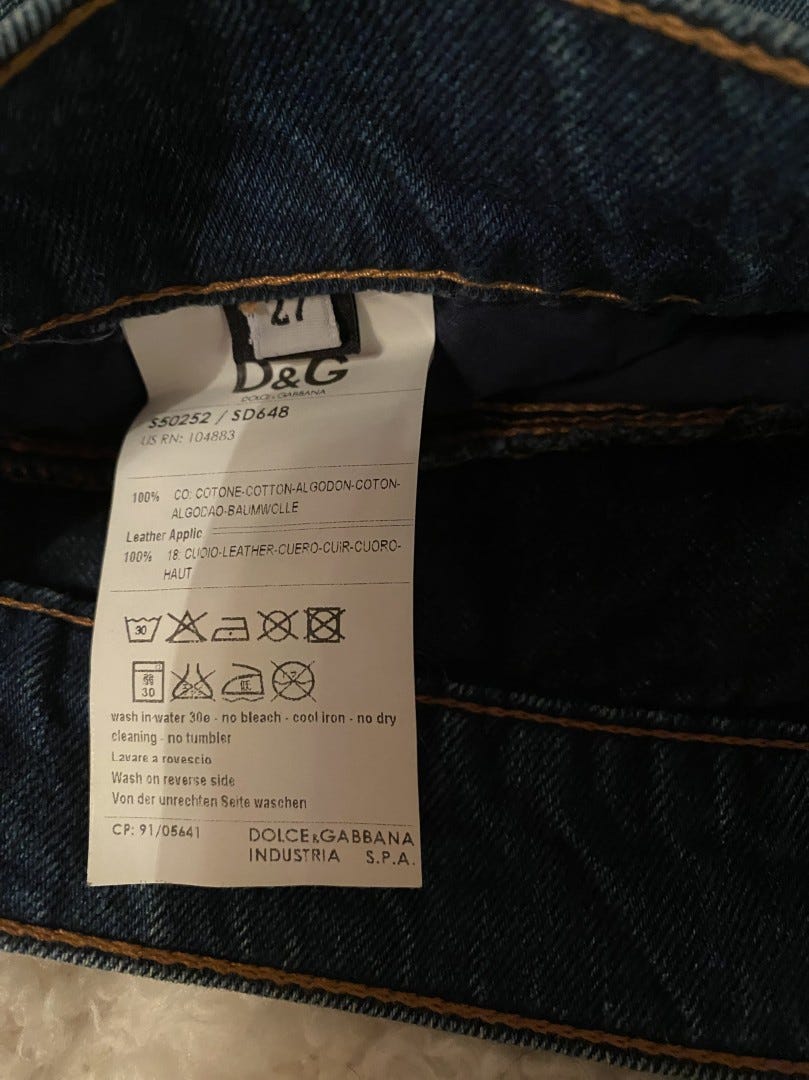 27
D&G
DOLCE&GABBANA
S50252 / SD648
US RN: 104883
100% CO: COTONE-COTTON-ALGODON-COTON-
ALGODAO-BAUMWOLLE
Leather Applic
100% 18: CUOIO-LEATHER-CUERO-CUIR-CUORO-
HAUT
30
弱
30
低
wash in water 30º - no bleach - cool iron - no dry
cleaning - no tumbler
Lavare a rovescio
Wash on reverse side
Von der unrechten Seite waschen
CP: 91/05641
DOLCE&GABBANA
INDUSTRIA S.P.A.